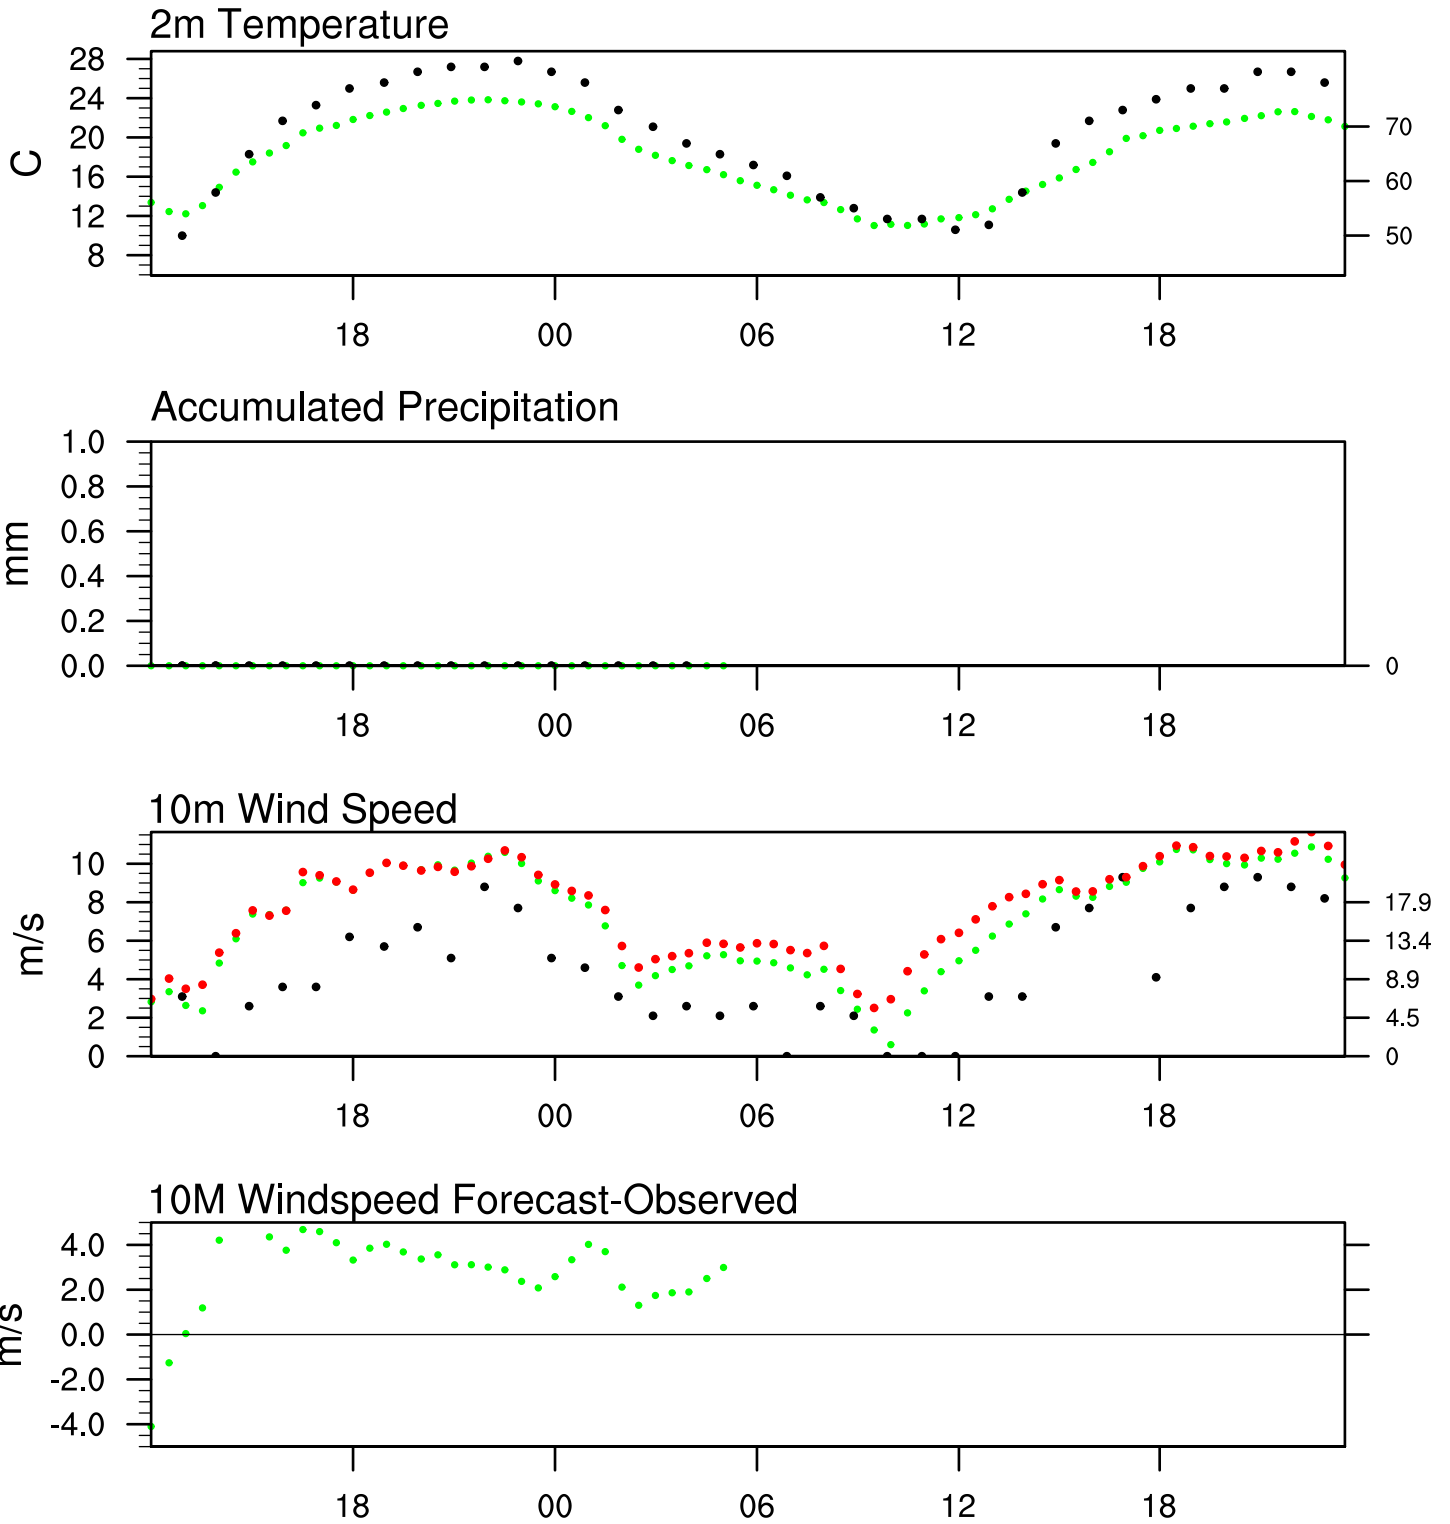 2m Temperature
28
24
20
16
12
8
C
70
60
50
18 00 06 12 18
Accumulated Precipitation
1.0
0.8
0.6
0.4
0.2
0.0
mm
0
18 00 06 12 18
10m Wind Speed
10
8
6
4
2
0
m/s
17.9
13.4
8.9
4.5
0
18 00 06 12 18
10M Windspeed Forecast-Observed
4.0
2.0
0.0
-2.0
-4.0
m/s
18 00 06 12 18